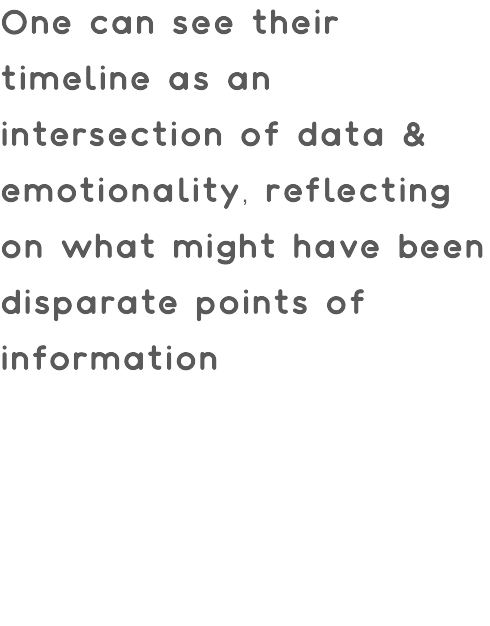 One can see their
timeline as an
intersection of data &
emotionality, reflecting
on what might have been
disparate points of
information